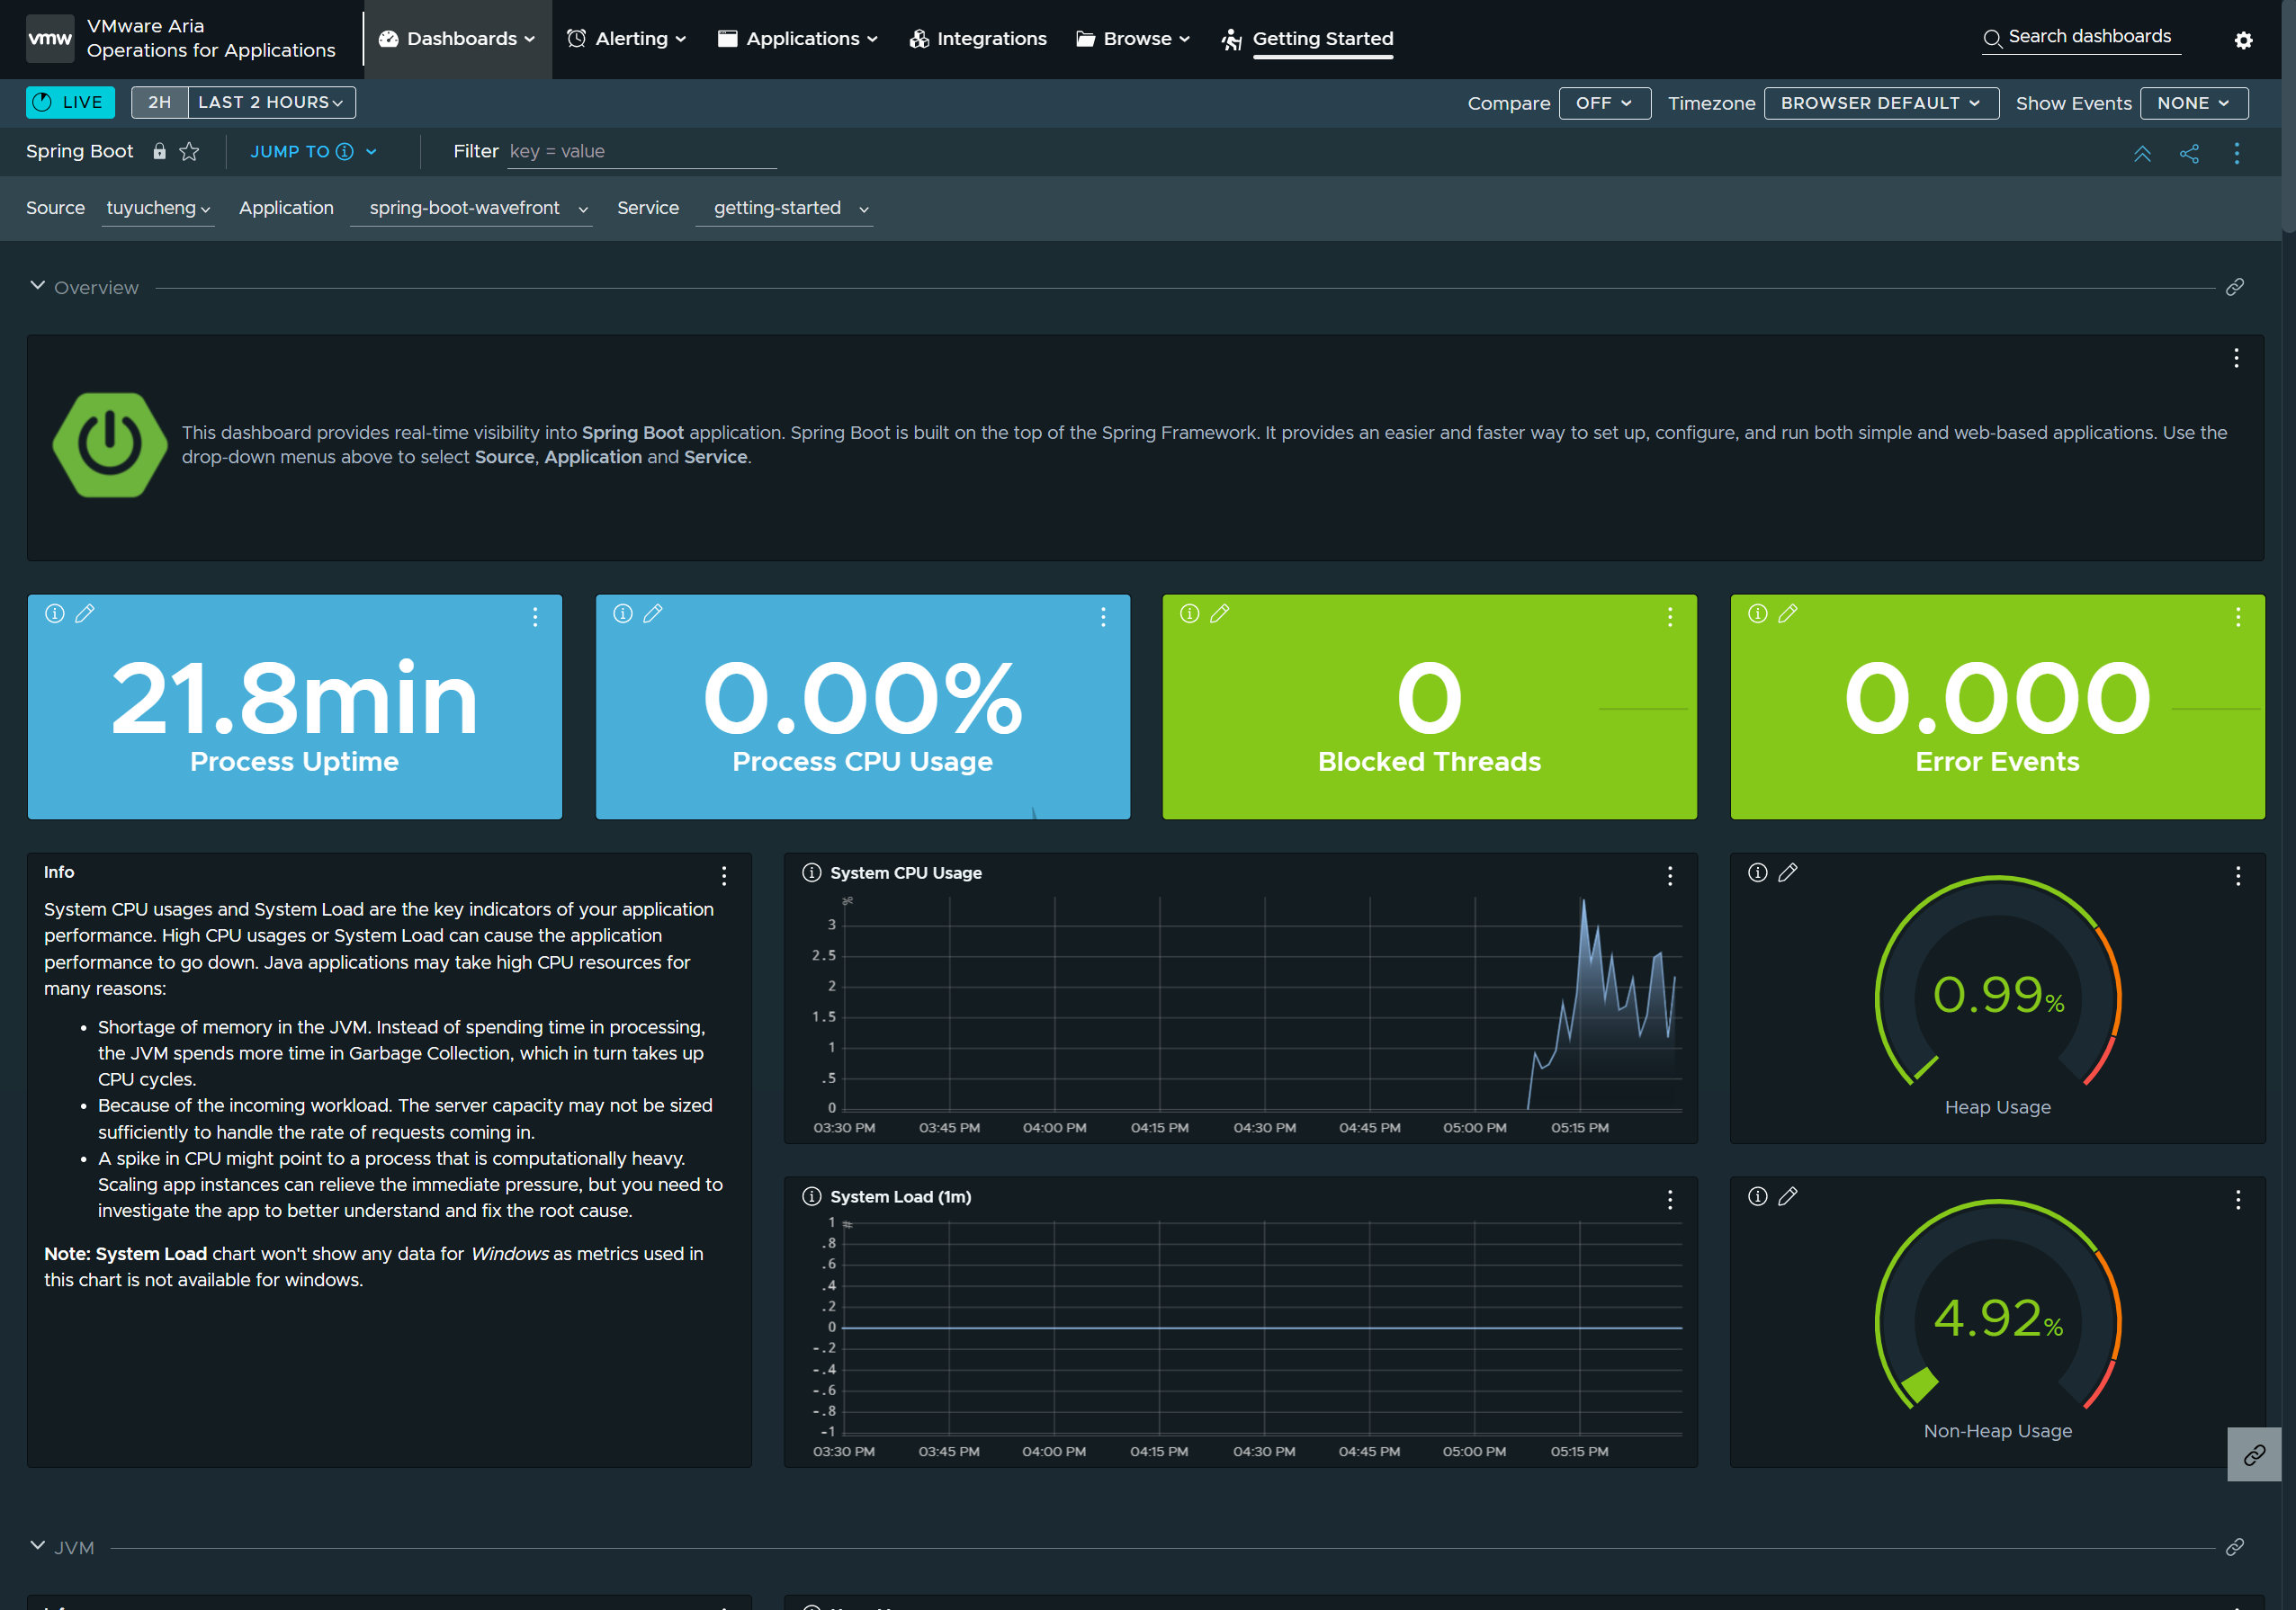 vmw
VMware Aria
Operations for Applications
Dashboards
Alerting
Applications
Integrations
Browse
Getting Started
Search dashboards
LIVE
2H
LAST 2 HOURS
Compare
OFF
Timezone
BROWSER DEFAULT
Show Events
NONE
Spring Boot
JUMP TO
Filter
key = value
Source
tuyucheng
Application
spring-boot-wavefront
Service
getting-started
Overview
This dashboard provides real-time visibility into Spring Boot application. Spring Boot is built on the top of the Spring Framework. It provides an easier and faster way to set up, configure, and run both simple and web-based applications. Use the
drop-down menus above to select Source, Application and Service.
21.8min
Process Uptime
0.00%
Process CPU Usage
0
Blocked Threads
0.000
Error Events
Info
System CPU usages and System Load are the key indicators of your application
performance. High CPU usages or System Load can cause the application
performance to go down. Java applications may take high CPU resources for
many reasons:
• Shortage of memory in the JVM. Instead of spending time in processing,
the JVM spends more time in Garbage Collection, which in turn takes up
CPU cycles.
• Because of the incoming workload. The server capacity may not be sized
sufficiently to handle the rate of requests coming in.
• A spike in CPU might point to a process that is computationally heavy.
Scaling app instances can relieve the immediate pressure, but you need to
investigate the app to better understand and fix the root cause.
Note: System Load chart won't show any data for Windows as metrics used in
this chart is not available for windows.
System CPU Usage
%
3
2.5
2
1.5
1
.5
0
03:30 PM
03:45 PM
04:00 PM
04:15 PM
04:30 PM
04:45 PM
05:00 PM
05:15 PM
0.99%
Heap Usage
System Load (1m)
#
1
.8
.6
.4
.2
0
-.2
-.4
-.6
-.8
-1
03:30 PM
03:45 PM
04:00 PM
04:15 PM
04:30 PM
04:45 PM
05:00 PM
05:15 PM
4.92%
Non-Heap Usage
JVM